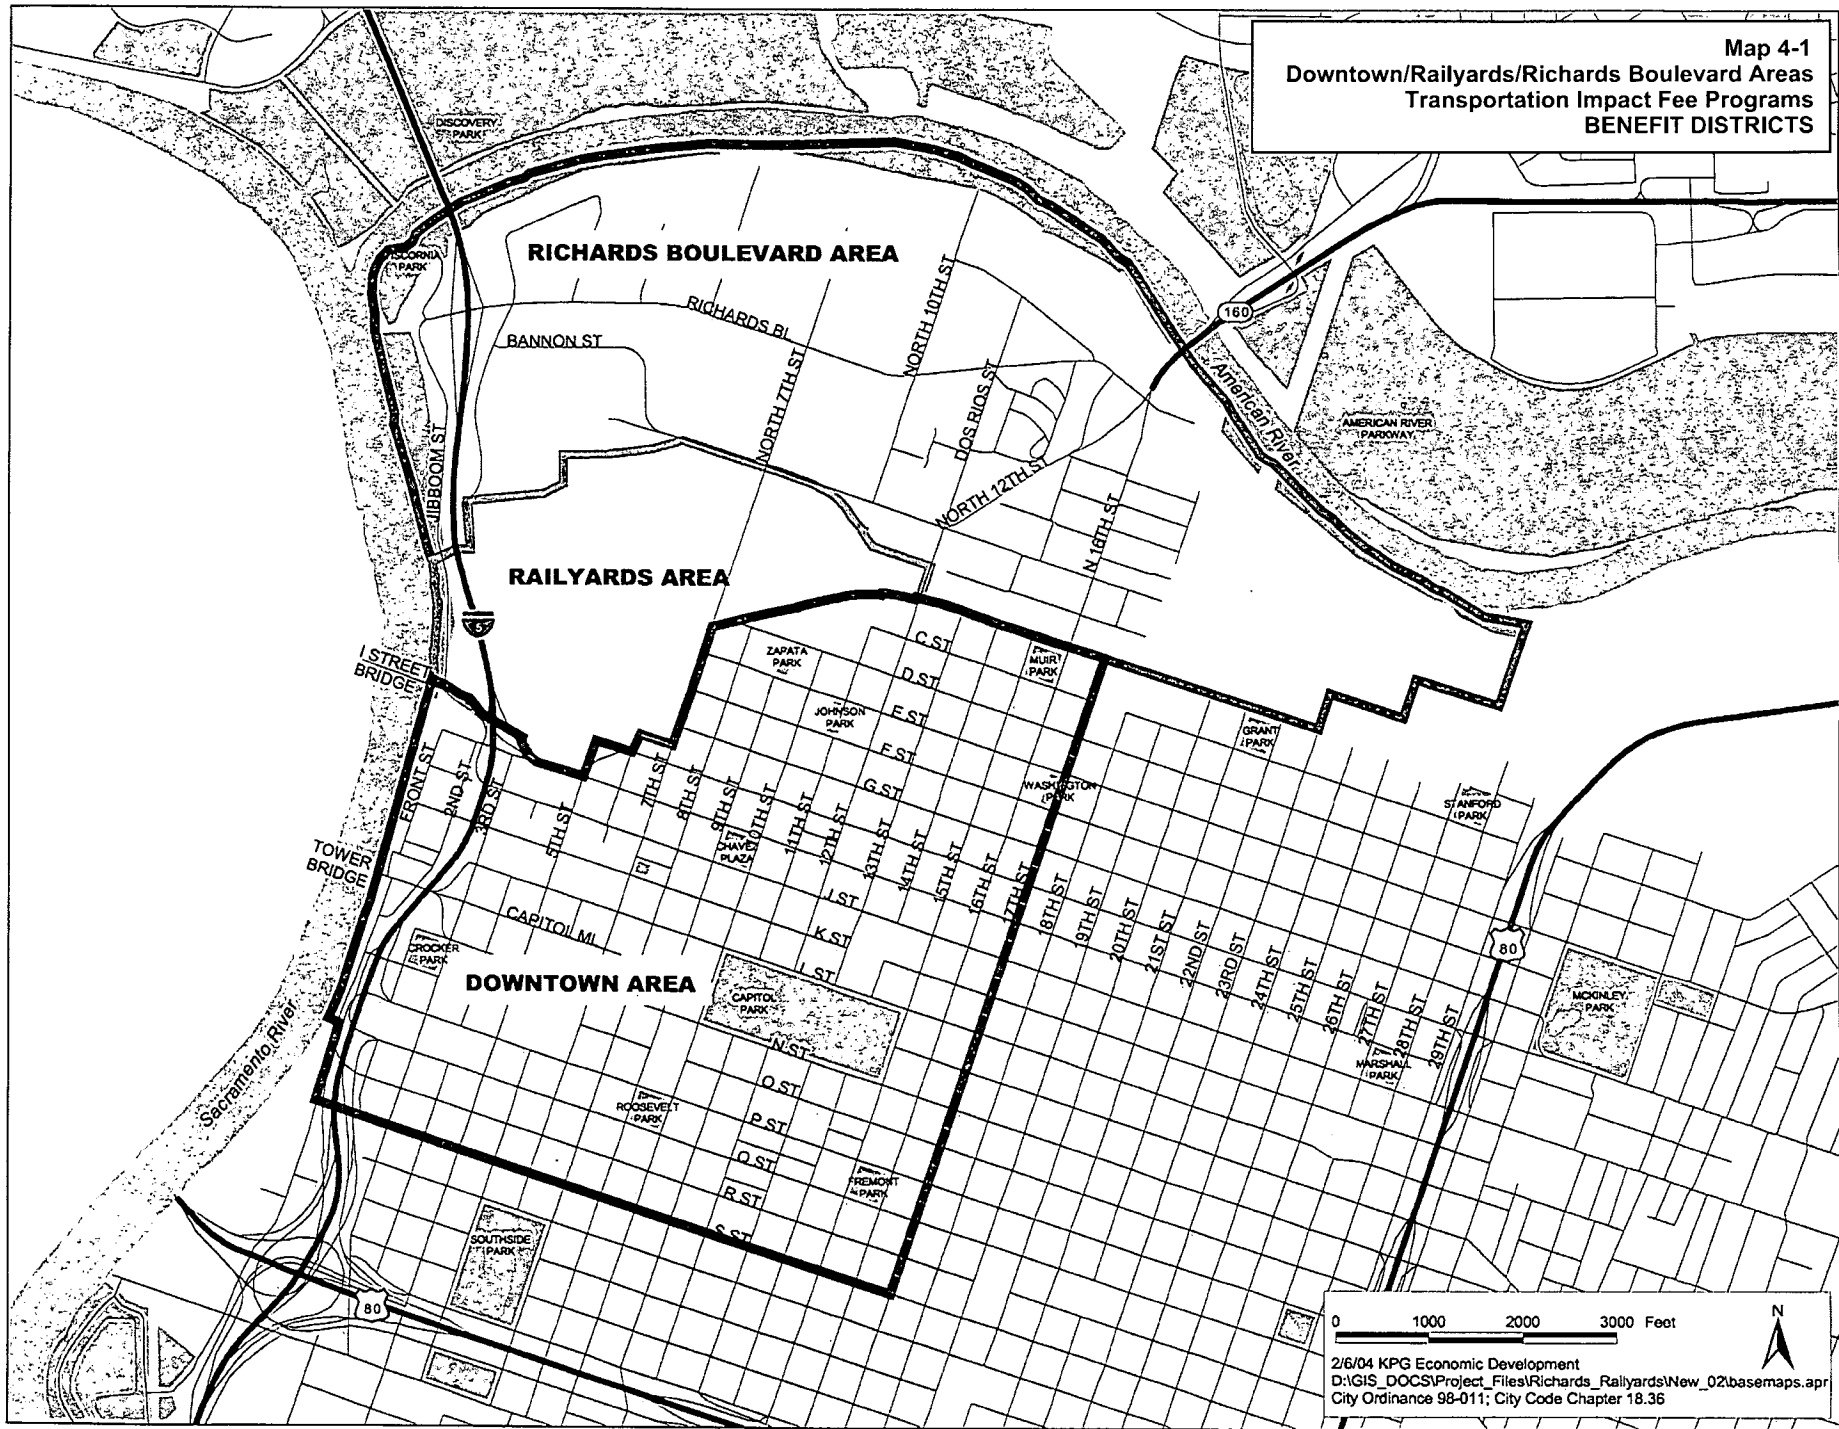 Map 4-1
Downtown/Railyards/Richards Boulevard Areas
Transportation Impact Fee Programs
BENEFIT DISTRICTS
DISCOVERY
PARK
ISCORNIA
PARK
RICHARDS BOULEVARD AREA
RICHARDS BL
BANNON ST
NORTH 7TH ST
NORTH 10TH ST
DOS RIOS ST
NORTH 12TH ST
N 16TH ST
160
American River
AMERICAN RIVER
PARKWAY
JIBBOOM ST
RAILYARDS AREA
5
I STREET
BRIDGE
ZAPATA
PARK
C ST
D ST
E ST
F ST
G ST
MUIR
PARK
JOHNSON
PARK
GRANT
PARK
WASHINGTON
PARK
STANFORD
PARK
FRONT ST
2ND ST
3RD ST
5TH ST
7TH ST
8TH ST
9TH ST
10TH ST
11TH ST
12TH ST
13TH ST
14TH ST
15TH ST
16TH ST
17TH ST
18TH ST
19TH ST
20TH ST
21ST ST
22ND ST
23RD ST
24TH ST
25TH ST
26TH ST
27TH ST
28TH ST
29TH ST
CHAVEZ
PLAZA
TOWER
BRIDGE
J ST
K ST
L ST
CAPITOL ML
CROCKER
PARK
DOWNTOWN AREA
CAPITOL
PARK
80
MCKINLEY
PARK
MARSHALL
PARK
N ST
O ST
P ST
Q ST
R ST
S ST
ROOSEVELT
PARK
FREMONT
PARK
Sacramento River
SOUTHSIDE
PARK
80
0 1000 2000 3000 Feet
N
2/6/04 KPG Economic Development
D:\GIS_DOCS\Project_Files\Richards_Railyards\New_02\basemaps.apr
City Ordinance 98-011; City Code Chapter 18.36